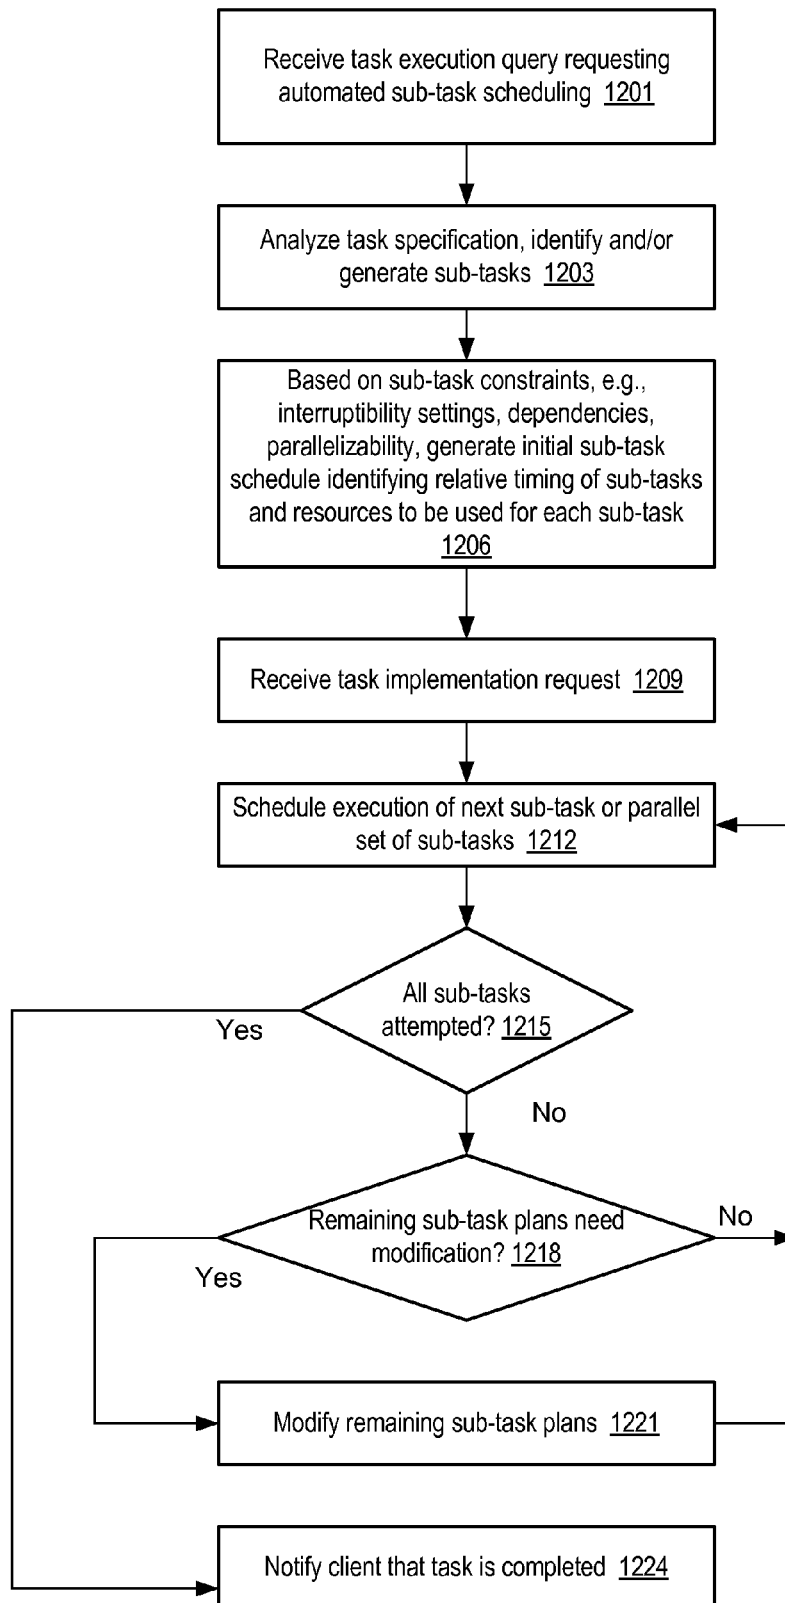 Receive task execution query requesting
automated sub-task scheduling 1201
Analyze task specification, identify and/or
generate sub-tasks 1203
Based on sub-task constraints, e.g.,
interruptibility settings, dependencies,
parallelizability, generate initial sub-task
schedule identifying relative timing of sub-tasks
and resources to be used for each sub-task
1206
Receive task implementation request 1209
Schedule execution of next sub-task or parallel
set of sub-tasks 1212
All sub-tasks
attempted? 1215
Yes
No
Remaining sub-task plans need
modification? 1218
No
Yes
Modify remaining sub-task plans 1221
Notify client that task is completed 1224